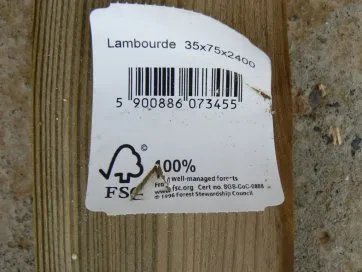 Lambourde 35x75x2400
5 900886 073455
©
100%
well-managed forests
FSC www.fsc.org Cert no. SGS-CoC-0888
© 1996 Forest Stewardship Council